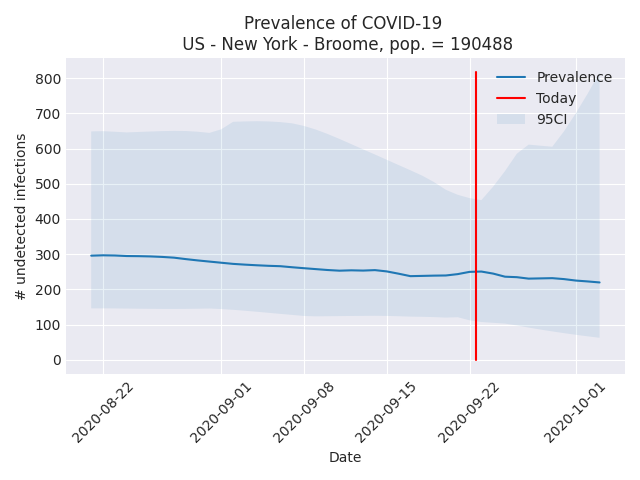 Prevalence of COVID-19
US - New York - Broome, pop. = 190488
800
700
600
500
400
300
200
100
0
# undetected infections
Prevalence
Today
95CI
2020-08-22
2020-09-01
2020-09-08
2020-09-15
2020-09-22
2020-10-01
Date